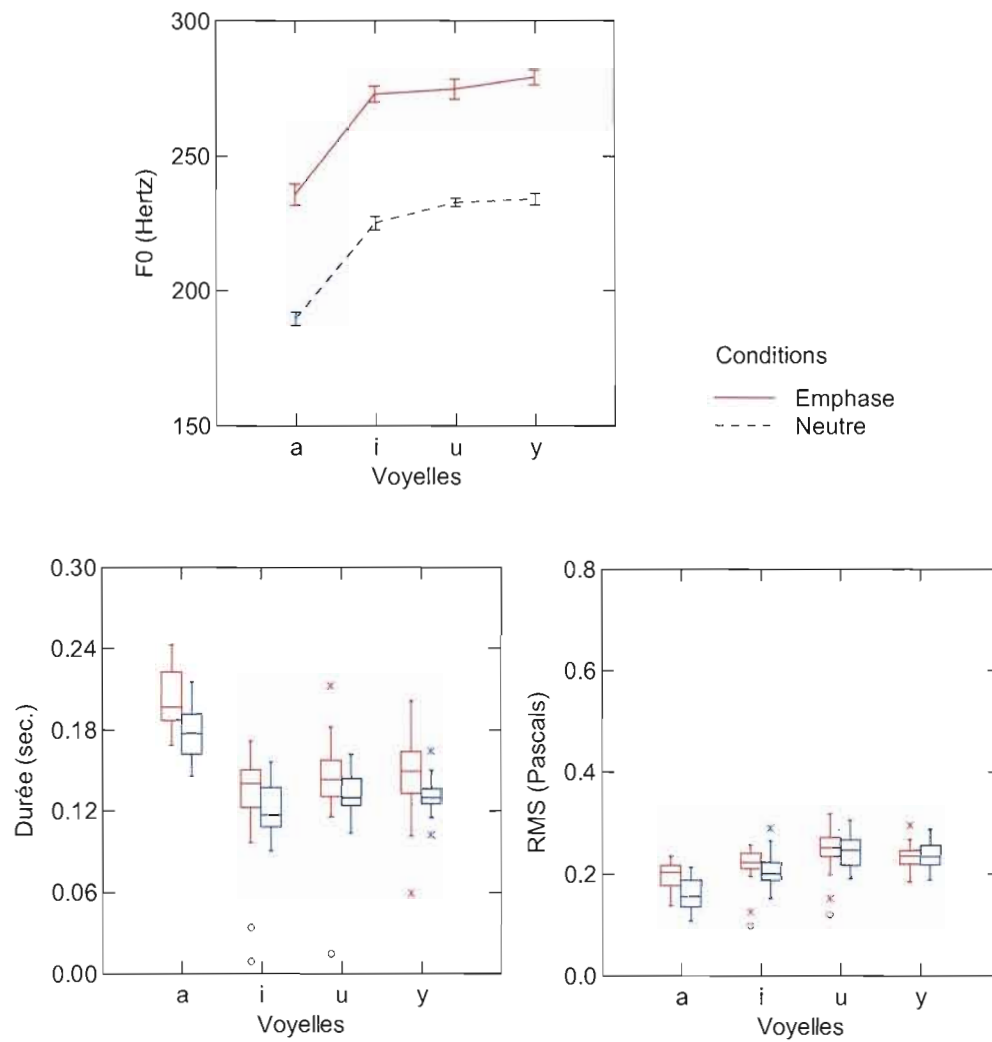 300
250
200
150
F0 (Hertz)
a i u y
Voyelles
Conditions
Emphase
Neutre
0.30
0.24
0.18
0.12
0.06
0.00
Durée (sec.)
a i u y
Voyelles
0.8
0.6
0.4
0.2
0.0
RMS (Pascals)
a i u y
Voyelles